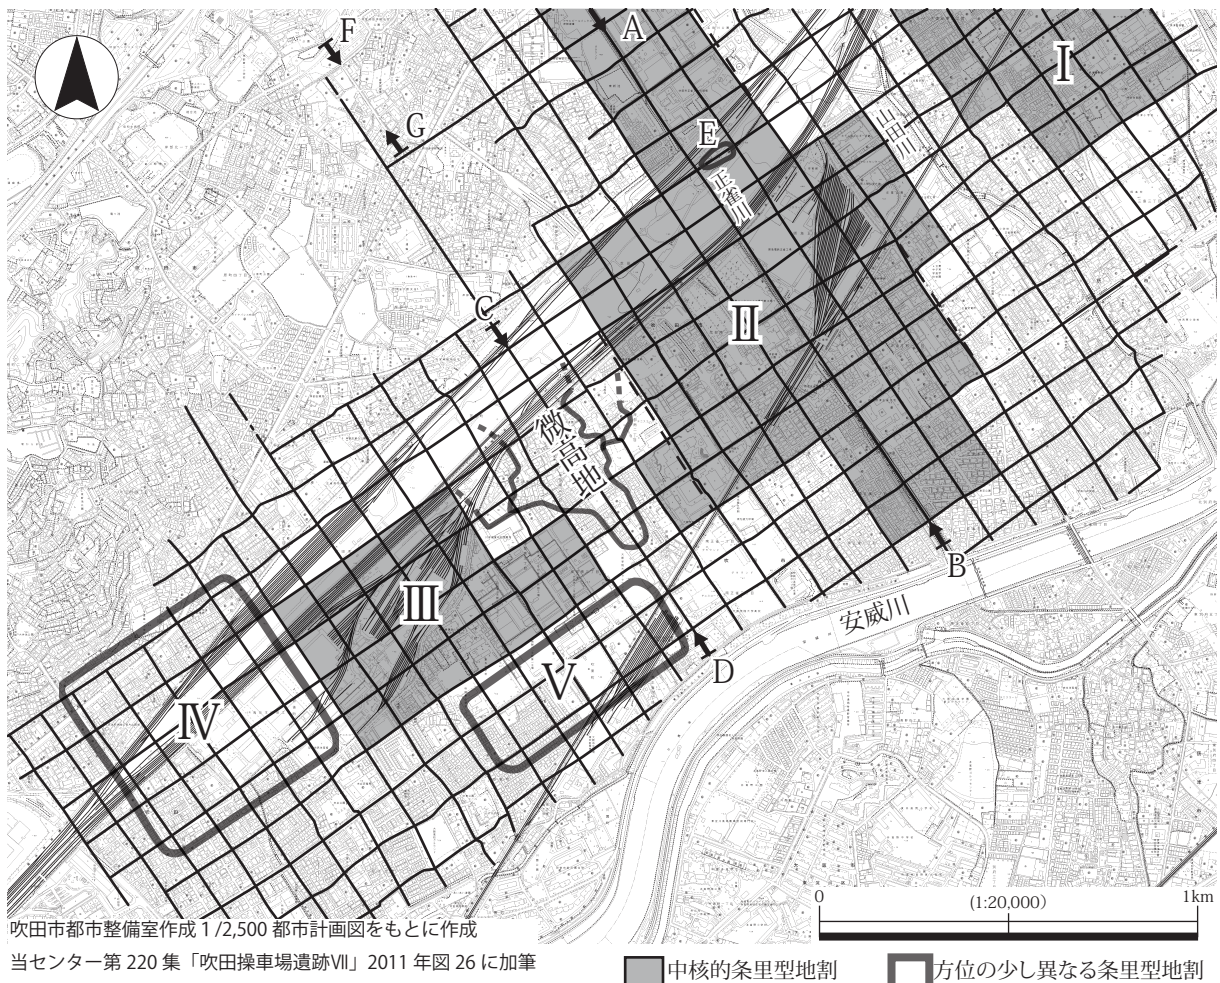 F
A
Ⅰ
G
山田川
E
正雀川
C
Ⅱ
微高地
Ⅲ
B
安威川
Ⅴ
D
Ⅳ
0
(1:20,000)
1km
吹田市都市整備室作成 1 /2,500 都市計画図をもとに作成
当センター第 220 集「吹田操車場遺跡Ⅶ」2011 年図 26 に加筆
中核的条里型地割
方位の少し異なる条里型地割